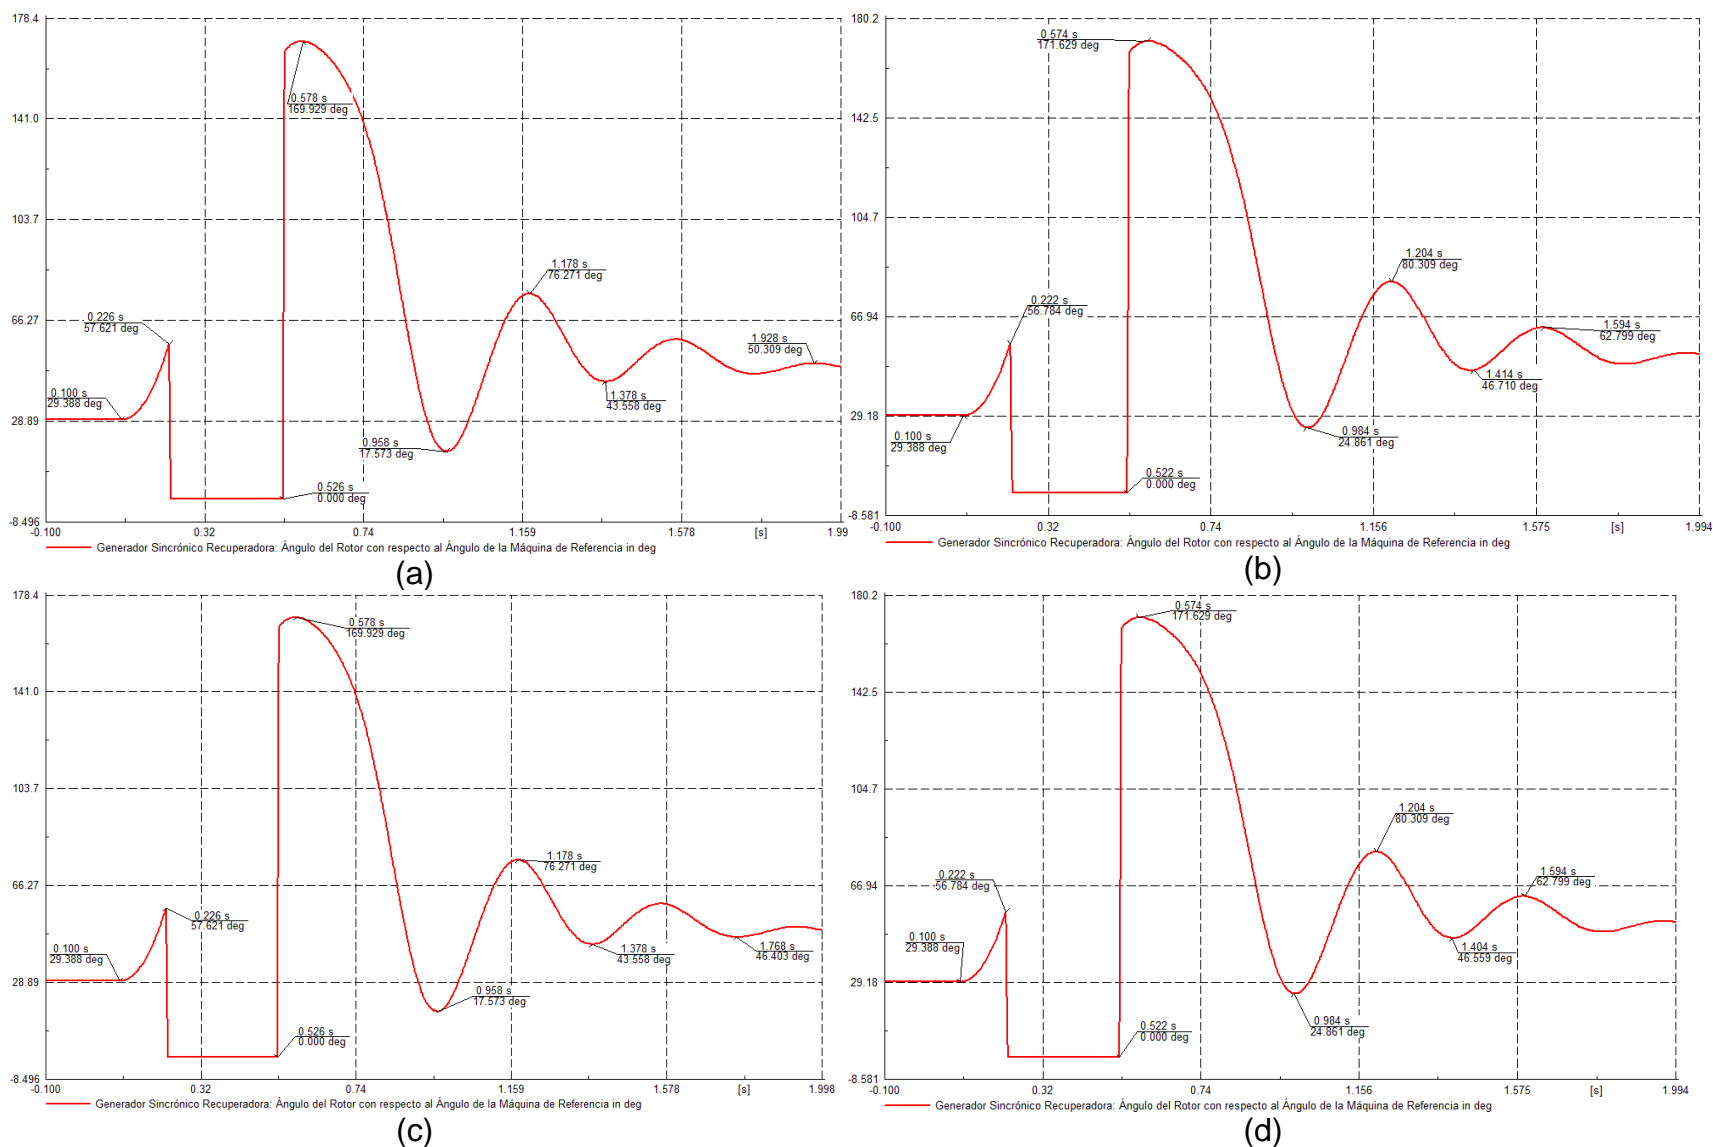 178.4
141.0
103.7
66.27
28.89
-8.496
-0.100
0.32
0.74
1.159
1.578
[s]
1.99
0.100 s
29.388 deg
0.226 s
57.621 deg
0.526 s
0.000 deg
0.578 s
169.929 deg
0.958 s
17.573 deg
1.178 s
76.271 deg
1.378 s
43.558 deg
1.928 s
50.309 deg
Generador Sincrónico Recuperadora: Ángulo del Rotor con respecto al Ángulo de la Máquina de Referencia in deg
(a)
180.2
142.5
104.7
66.94
29.18
-8.581
-0.100
0.32
0.74
1.156
1.575
[s]
1.994
0.100 s
29.388 deg
0.222 s
56.784 deg
0.522 s
0.000 deg
0.574 s
171.629 deg
0.984 s
24.861 deg
1.204 s
80.309 deg
1.414 s
46.710 deg
1.594 s
62.799 deg
Generador Sincrónico Recuperadora: Ángulo del Rotor con respecto al Ángulo de la Máquina de Referencia in deg
(b)
178.4
141.0
103.7
66.27
28.89
-8.496
-0.100
0.32
0.74
1.159
1.578
[s]
1.998
0.100 s
29.388 deg
0.226 s
57.621 deg
0.526 s
0.000 deg
0.578 s
169.929 deg
0.958 s
17.573 deg
1.178 s
76.271 deg
1.378 s
43.558 deg
1.768 s
46.403 deg
Generador Sincrónico Recuperadora: Ángulo del Rotor con respecto al Ángulo de la Máquina de Referencia in deg
(c)
180.2
142.5
104.7
66.94
29.18
-8.581
-0.100
0.32
0.74
1.156
1.575
[s]
1.994
0.100 s
29.388 deg
0.222 s
56.784 deg
0.522 s
0.000 deg
0.574 s
171.629 deg
0.984 s
24.861 deg
1.204 s
80.309 deg
1.404 s
46.559 deg
1.594 s
62.799 deg
Generador Sincrónico Recuperadora: Ángulo del Rotor con respecto al Ángulo de la Máquina de Referencia in deg
(d)